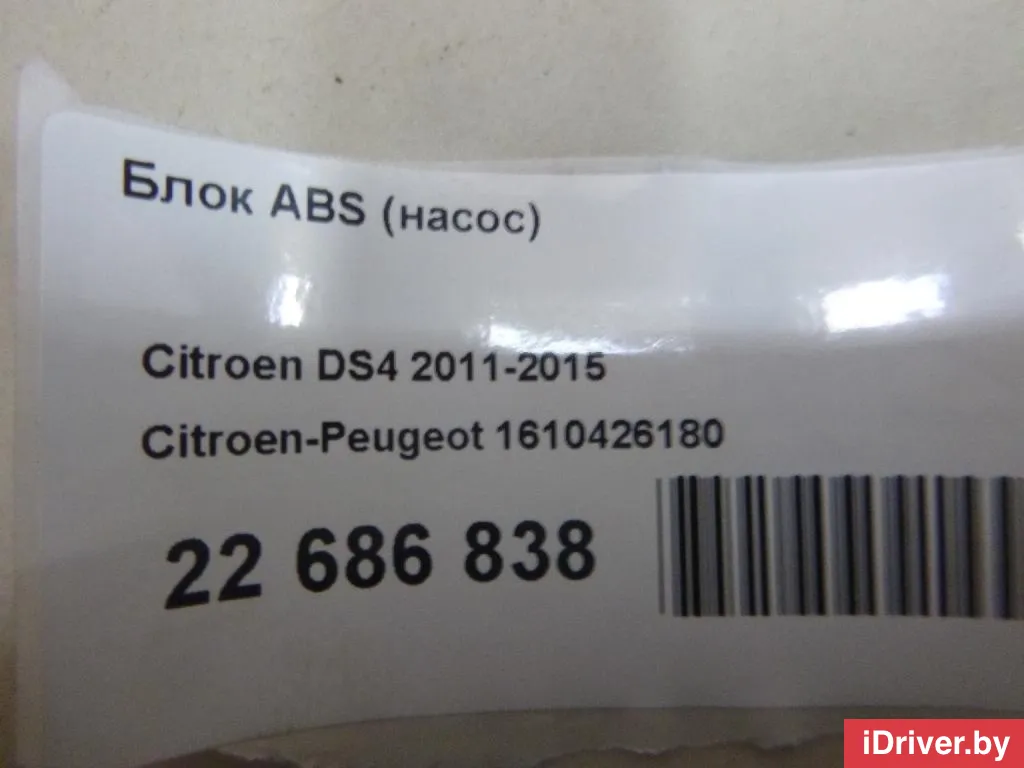 Блок ABS (насос)
Citroen DS4 2011-2015
Citroen-Peugeot 1610426180
22 686 838
iDriver.by